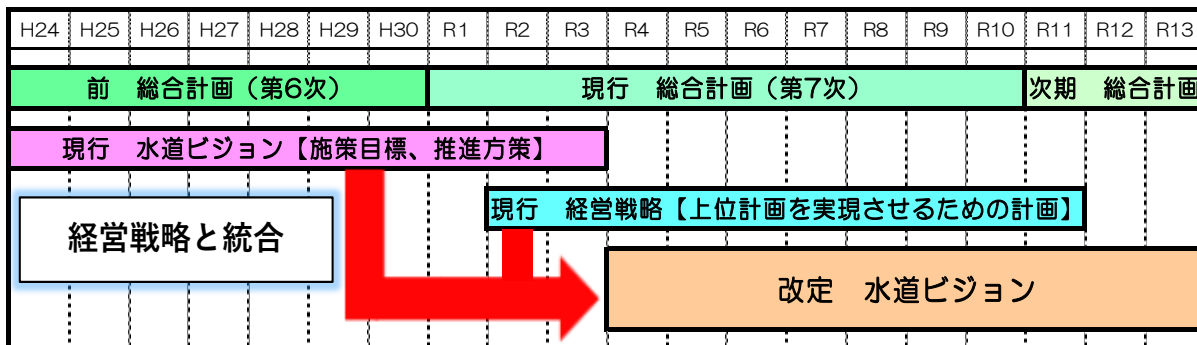 H24 H25 H26 H27 H28 H29 H30 R1 R2 R3 R4 R5 R6 R7 R8 R9 R10 R11 R12 R13
前　総合計画（第6次） 現行　総合計画（第7次） 次期　総合計画
現行　水道ビジョン【施策目標、推進方策】
現行　経営戦略【上位計画を実現させるための計画】
経営戦略と統合
改定　水道ビジョン